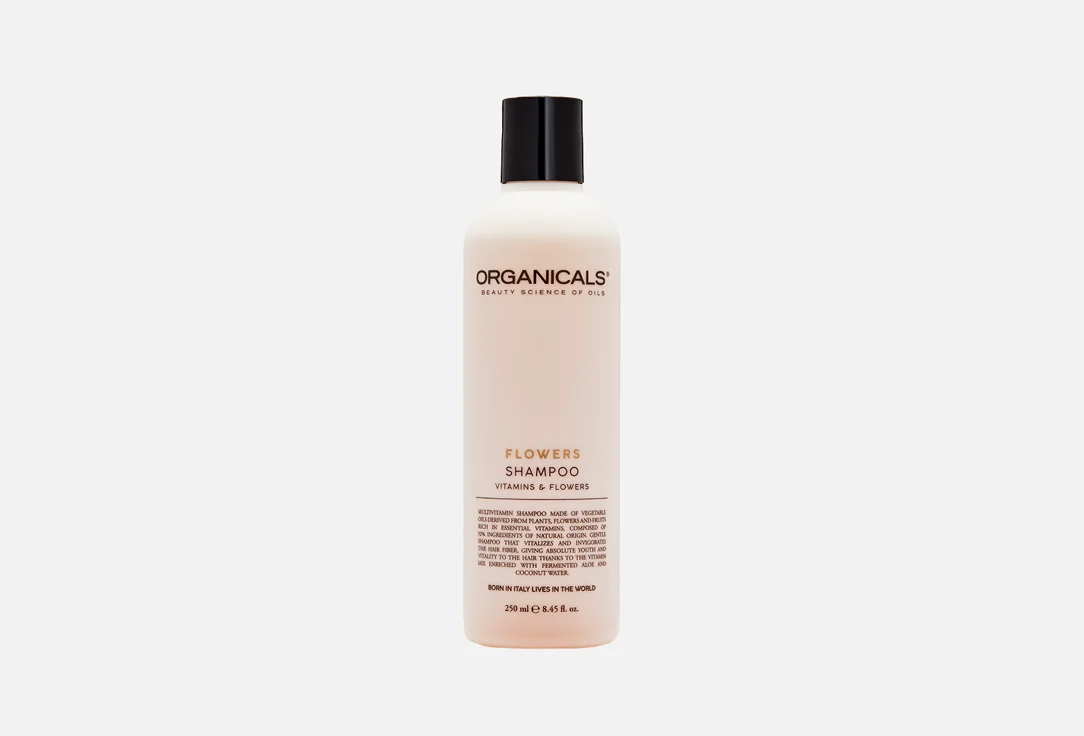 ORGANICALS®
BEAUTY SCIENCE OF OILS
FLOWERS
SHAMPOO
VITAMINS & FLOWERS
MULTIVITAMIN SHAMPOO MADE OF VEGETABLE
OILS DERIVED FROM PLANTS, FLOWERS AND FRUITS
RICH IN ESSENTIAL VITAMINS, COMPOSED OF
INGREDIENTS OF NATURAL ORIGIN. GENTLE
SHAMPOO THAT VITALIZES AND INVIGORATES
THE HAIR FIBER, GIVING ABSOLUTE YOUTH AND
VITALITY TO THE HAIR THANKS TO THE VITAMIN
MIX ENRICHED WITH FERMENTED ALOE AND
COCONUT WATER.
BORN IN ITALY LIVES IN THE WORLD
250 ml ℮ 8.45 fl. oz.